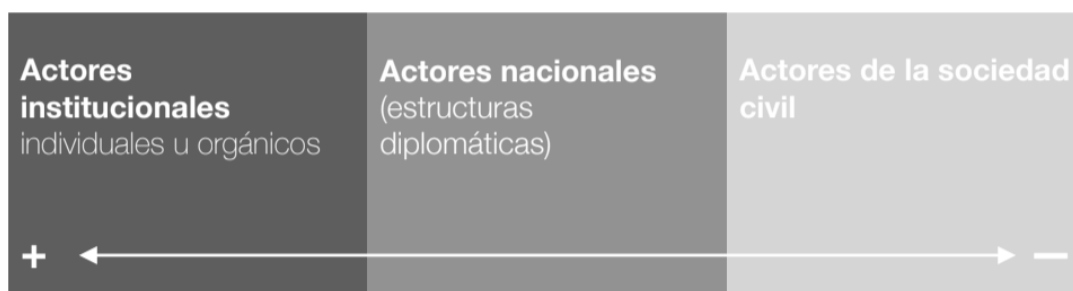 Actores
institucionales
individuales u orgánicos
Actores nacionales
(estructuras
diplomáticas)
Actores de la sociedad
civil
+
—